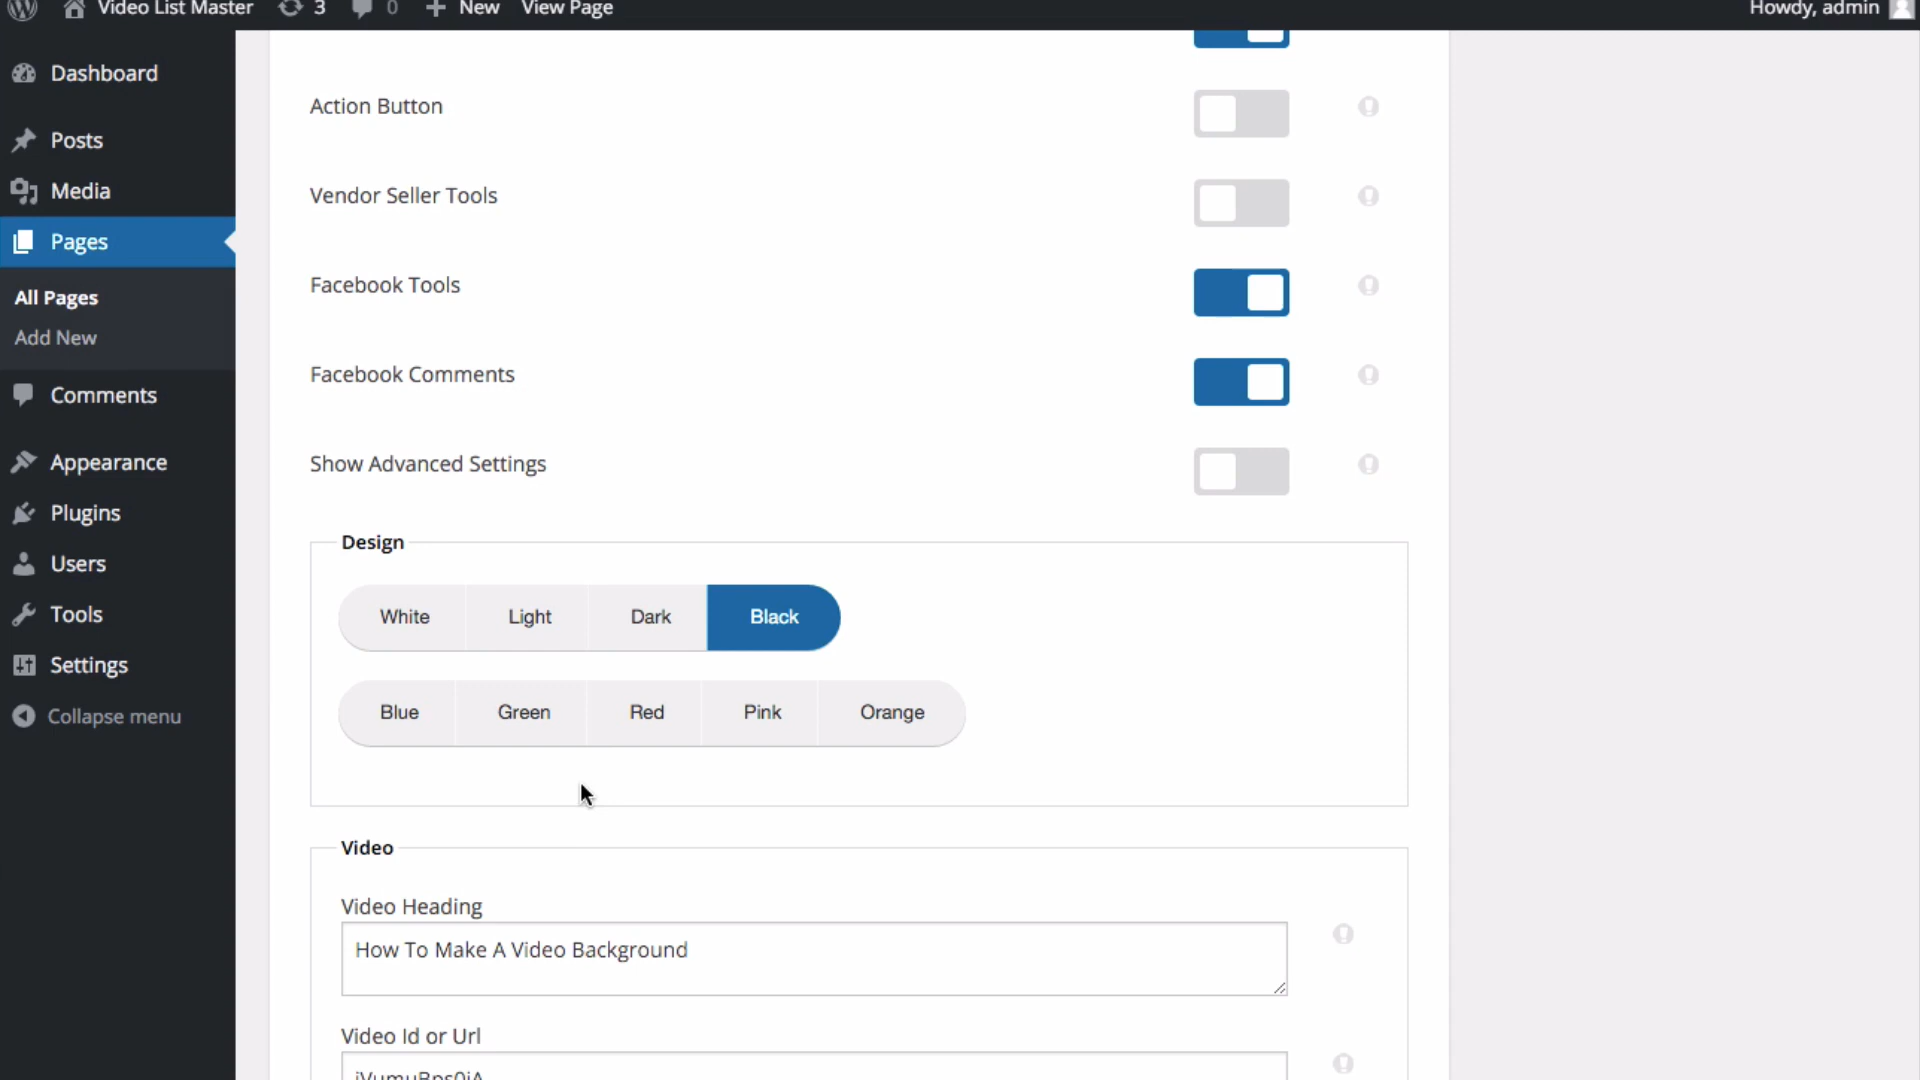 Video List Master 3 0 New View Page Howdy, admin
Dashboard
Posts
Media
Pages
All Pages
Add New
Comments
Appearance
Plugins
Users
Tools
Settings
Collapse menu
Action Button
Vendor Seller Tools
Facebook Tools
Facebook Comments
Show Advanced Settings
Design
White Light Dark Black
Blue Green Red Pink Orange
Video
Video Heading
How To Make A Video Background
Video Id or Url